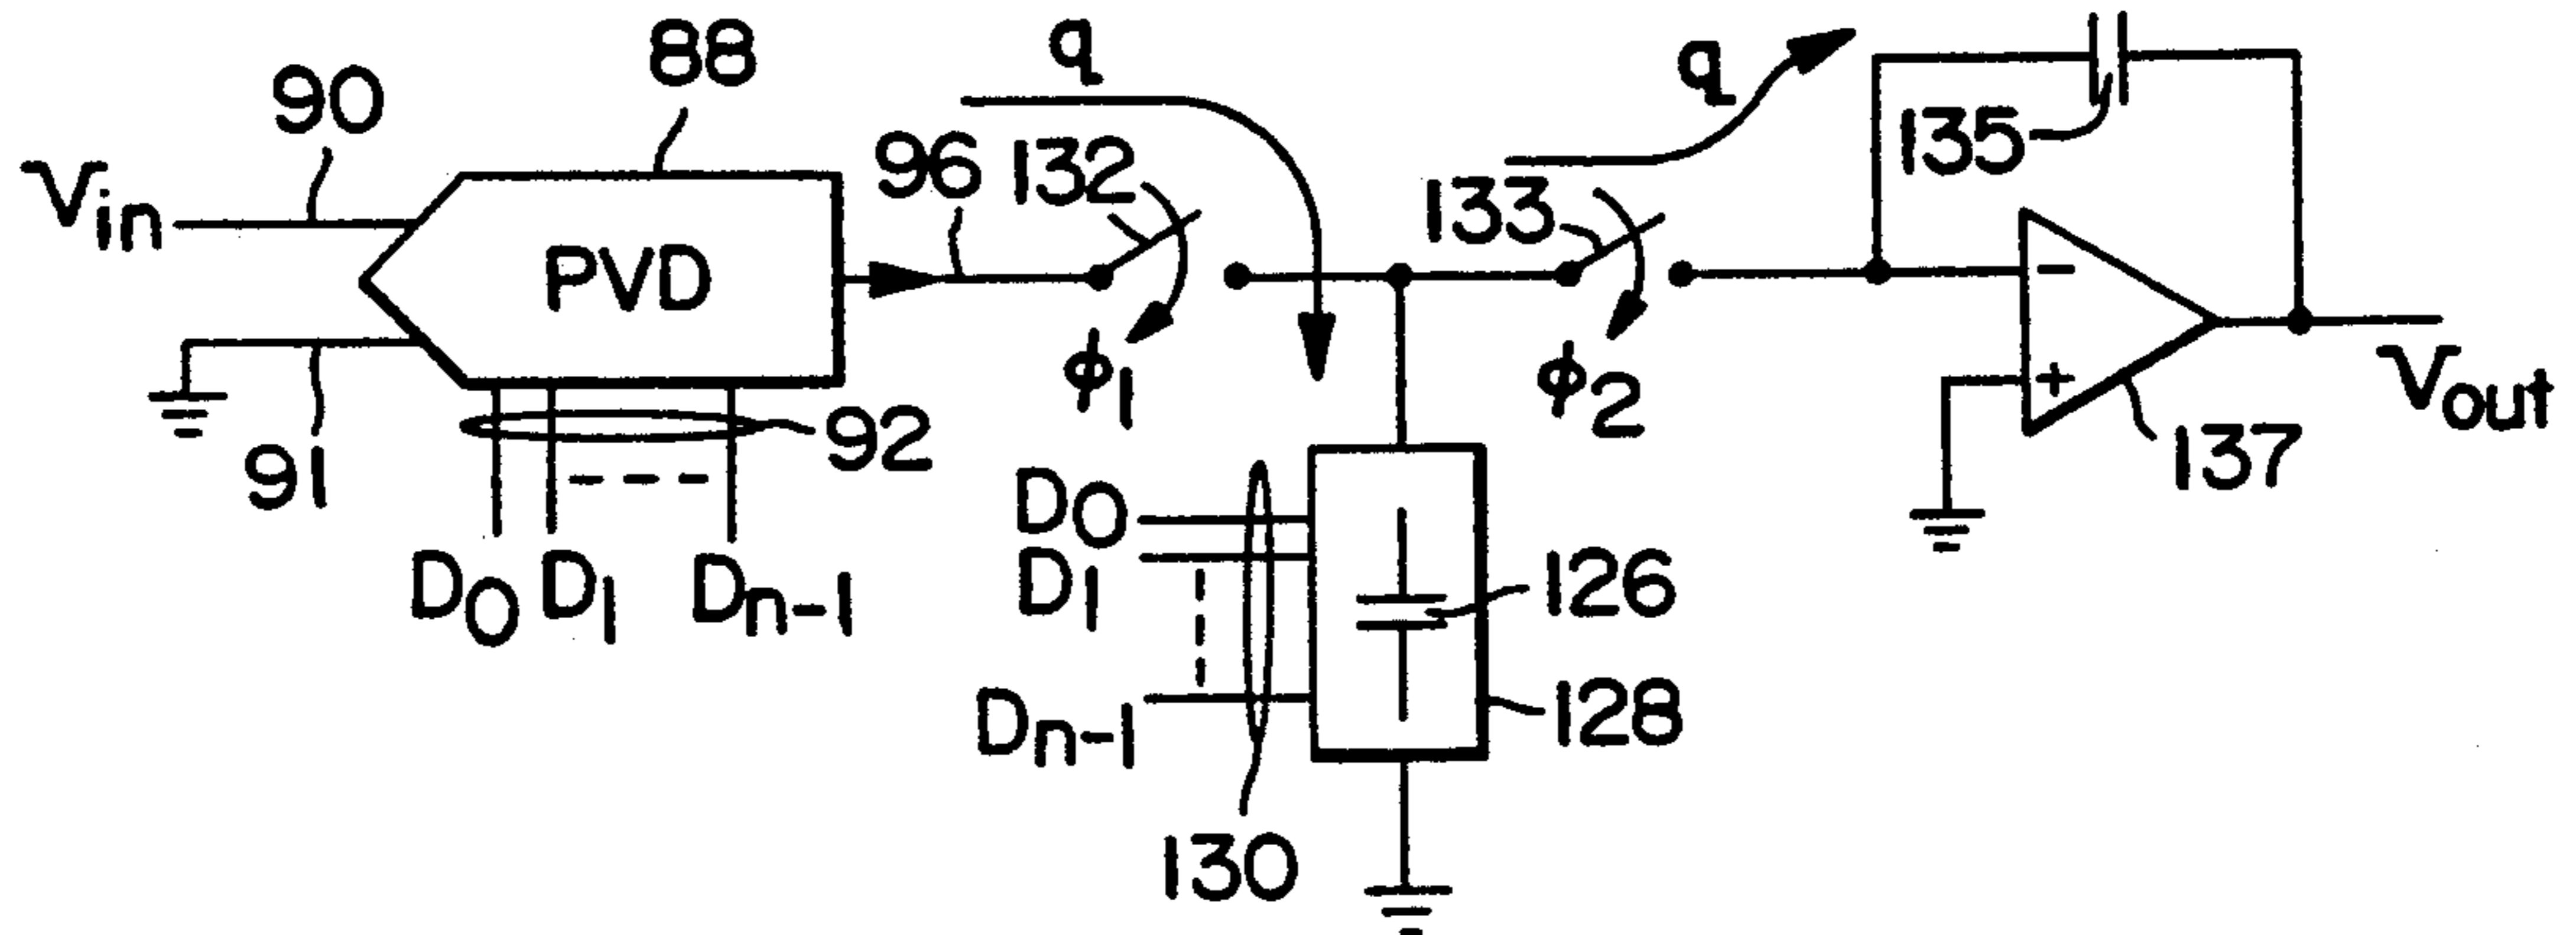 88
q
q
90
96
132
133
135
Vin
PVD
ϕ1
ϕ2
Vout
91
92
137
D0 D1 Dn-1
D0
D1
Dn-1
126
128
130
-
+